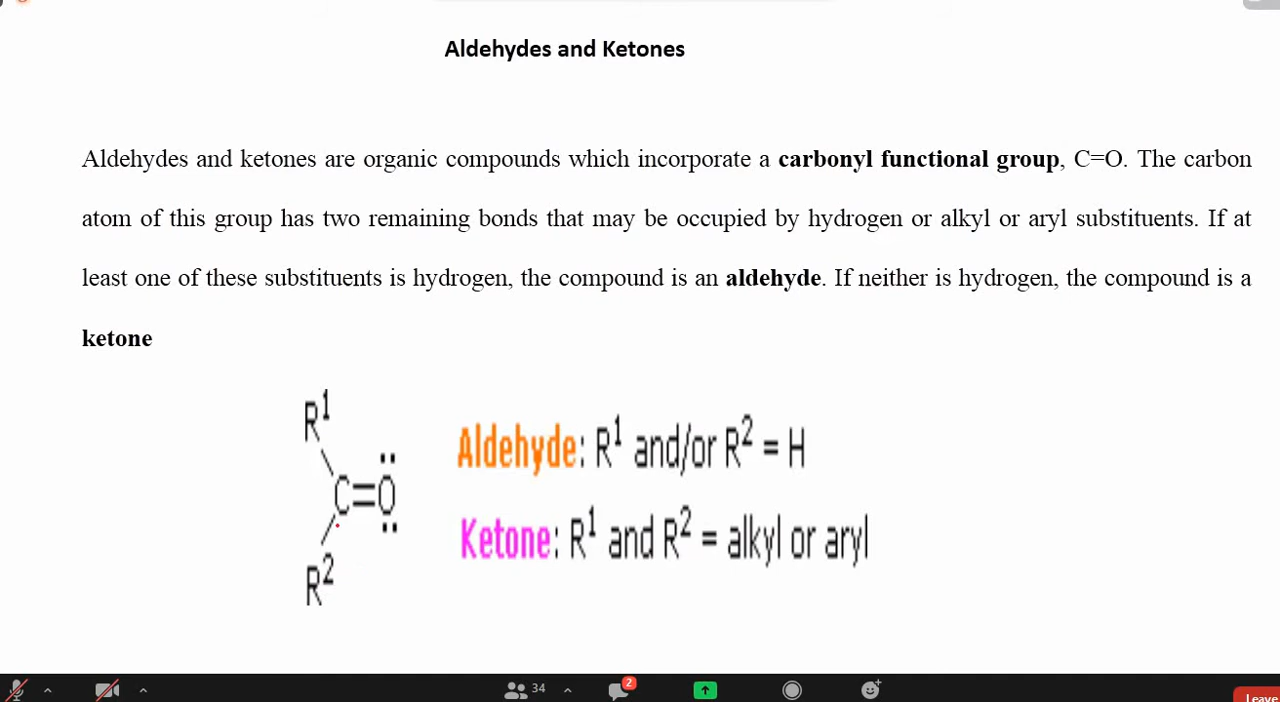 Aldehydes and Ketones
Aldehydes and ketones are organic compounds which incorporate a carbonyl functional group, C=O. The carbon
atom of this group has two remaining bonds that may be occupied by hydrogen or alkyl or aryl substituents. If at
least one of these substituents is hydrogen, the compound is an aldehyde. If neither is hydrogen, the compound is a
ketone
R¹
C=O
R²
Aldehyde: R¹ and/or R² = H
Ketone: R¹ and R² = alkyl or aryl
34
2
Leave